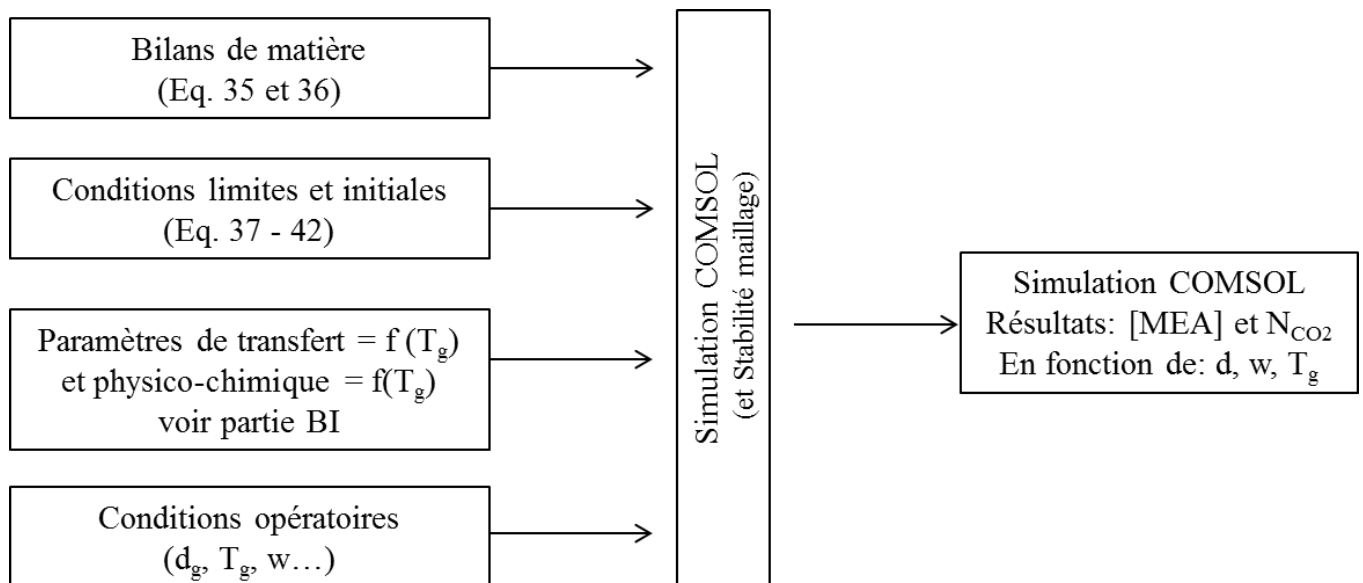 Bilans de matière
(Eq. 35 et 36)
Conditions limites et initiales
(Eq. 37 - 42)
Paramètres de transfert = f (Tg)
et physico-chimique = f(Tg)
voir partie BI
Conditions opératoires
(dg, Tg, w…)
Simulation COMSOL
(et Stabilité maillage)
Simulation COMSOL
Résultats: [MEA] et NCO2
En fonction de: d, w, Tg